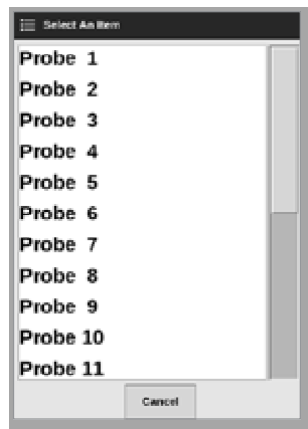 Select An Item
Probe 1
Probe 2
Probe 3
Probe 4
Probe 5
Probe 6
Probe 7
Probe 8
Probe 9
Probe 10
Probe 11
Cancel